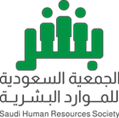 بشر
الجمعية السعودية
للموارد البشرية
Saudi Human Resources Society